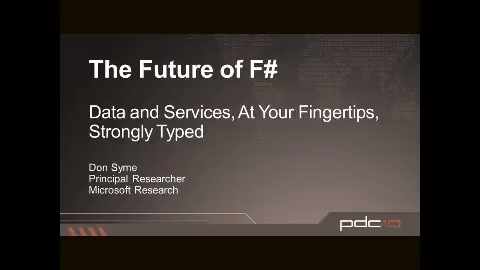 The Future of F#
Data and Services, At Your Fingertips,
Strongly Typed
Don Syme
Principal Researcher
Microsoft Research
pdc10